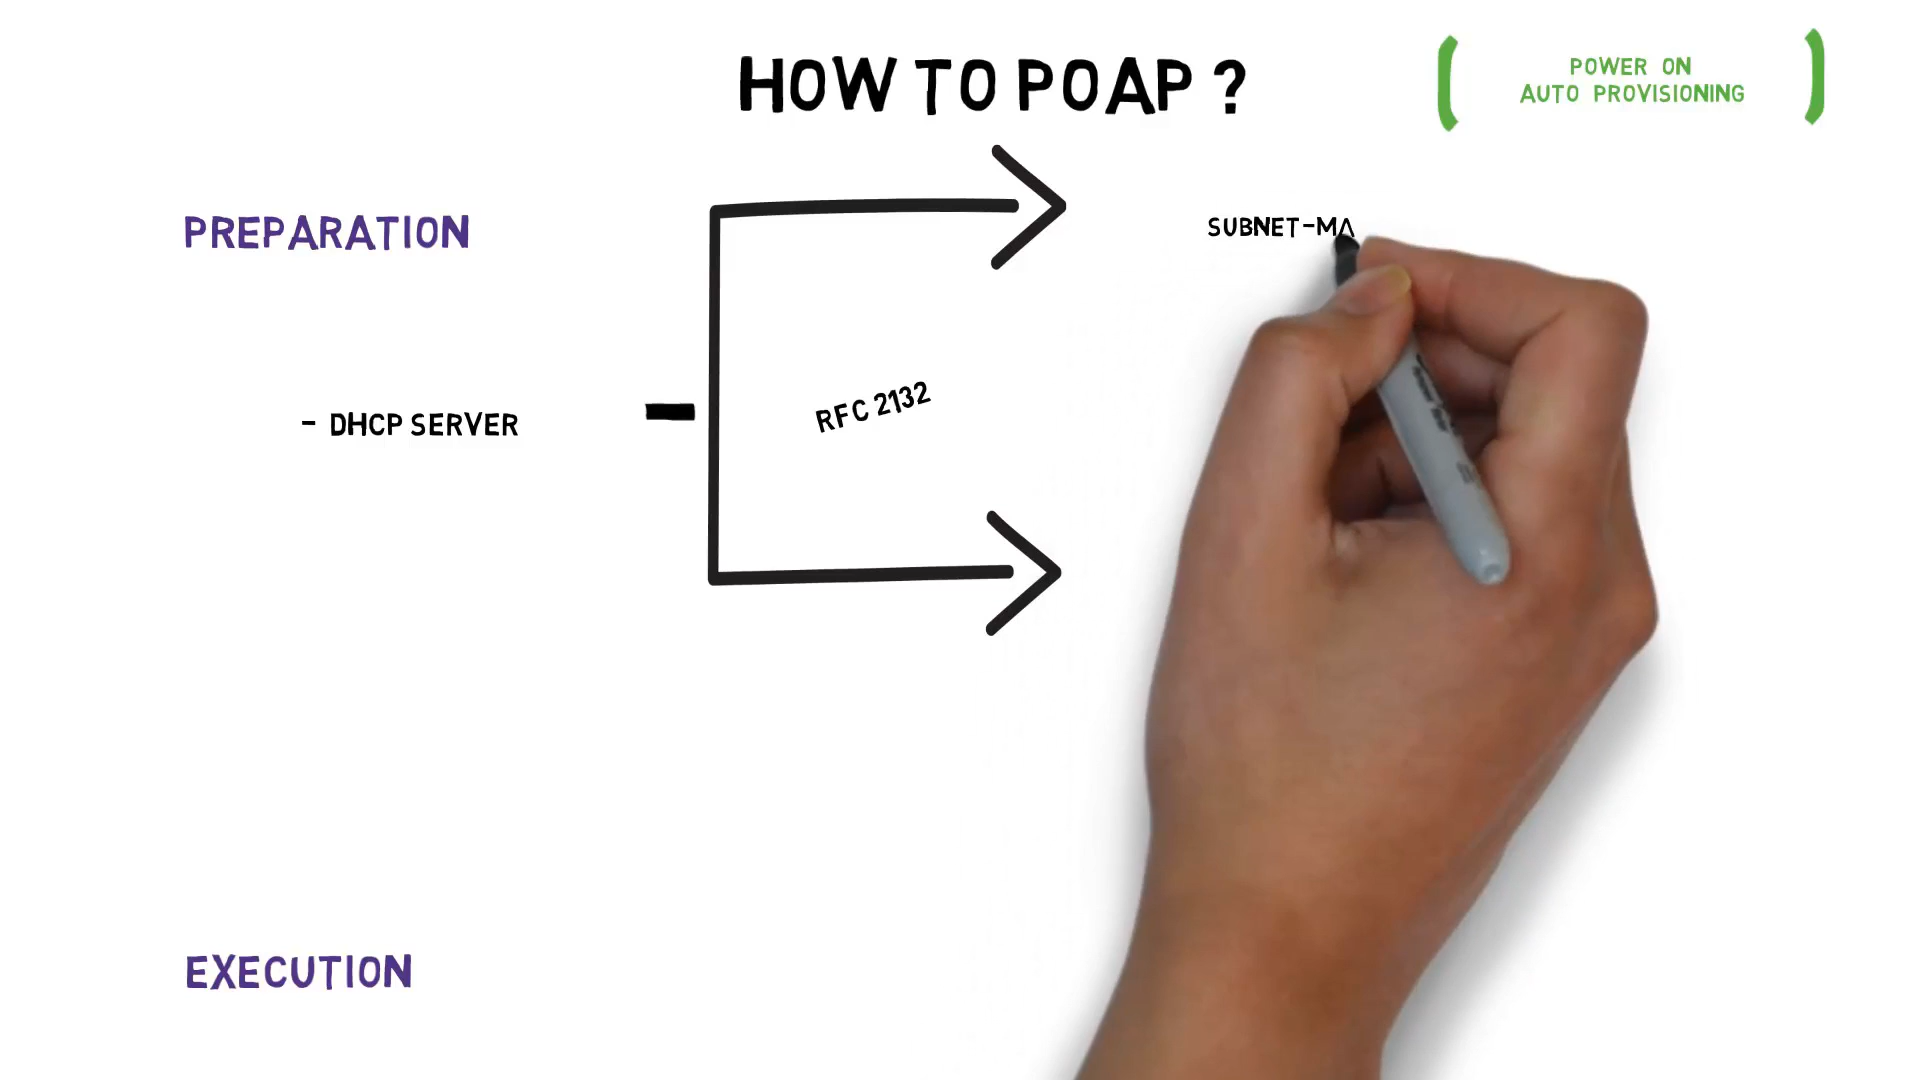 HOW TO POAP ?
POWER ON
AUTO PROVISIONING
PREPARATION
SUBNET-MA
RFC 2132
- DHCP SERVER
EXECUTION